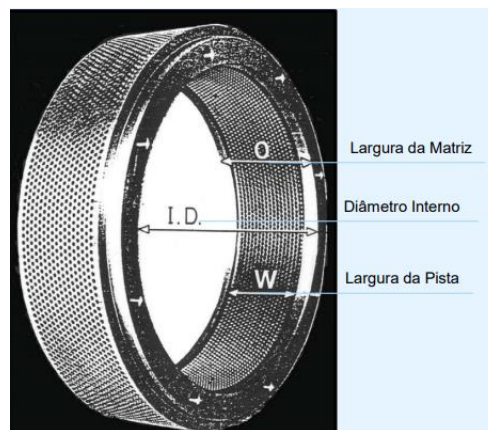 O
Largura da Matriz
I.D.
Diâmetro Interno
W
Largura da Pista